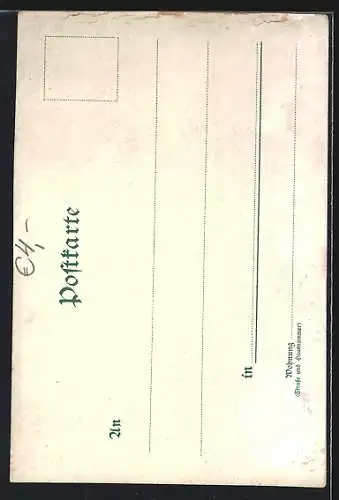 Postkarte
An
in
Wohnung
(Straße und Hausnummer)
€4,-